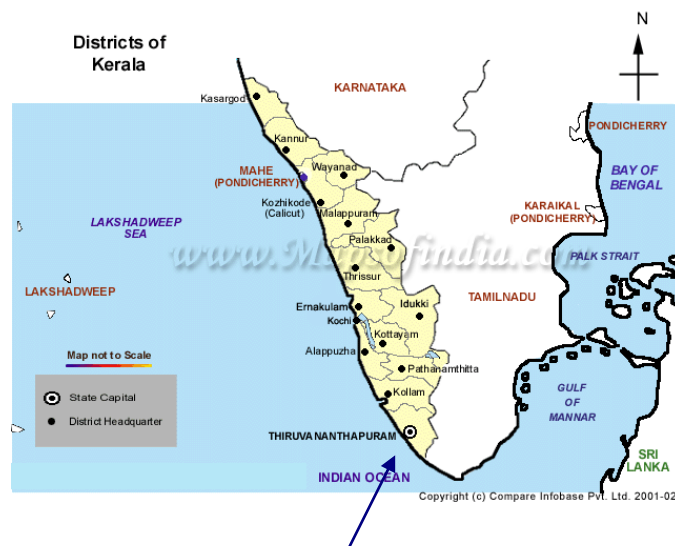 Districts of
Kerala
N
KARNATAKA
Kasargod
PONDICHERRY
Kannur
BAY OF
BENGAL
MAHE
(PONDICHERRY)
Wayanad
Kozhikode
(Calicut)
KARAIKAL
(PONDICHERRY)
Malappuram
LAKSHADWEEP
SEA
Palakkad
www.Mapsofindia.com
PALK STRAIT
Thrissur
LAKSHADWEEP
TAMILNADU
Ernakulam
Idukki
Kochi
Kottayam
Alappuzha
Map not to Scale
Pathanamthitta
State Capital
Kollam
GULF
OF
MANNAR
District Headquarter
THIRUVANANTHAPURAM
SRI
LANKA
INDIAN OCEAN
Copyright (c) Compare Infobase Pvt. Ltd. 2001-02